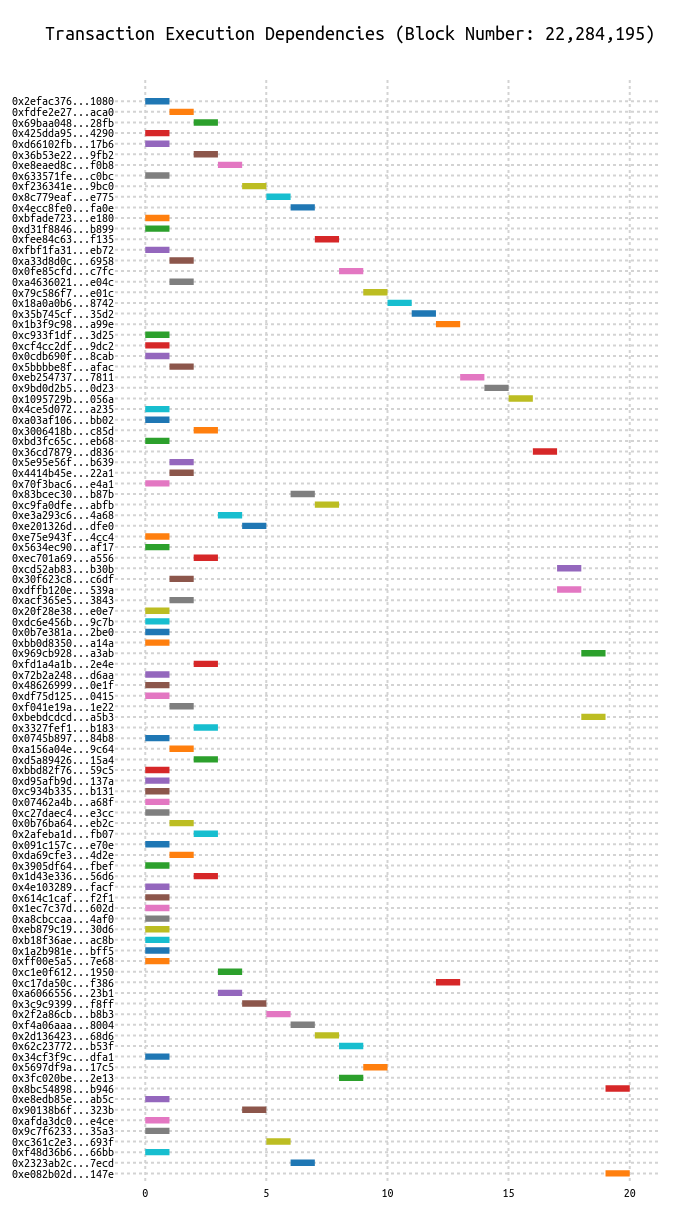 Transaction Execution Dependencies (Block Number: 22,284,195)
0x2efac376...1080
0xfdfe2e27...aca0
0x69baa048...28fb
0x425dda95...4290
0xd66102fb...17b6
0x36b53e22...9fb2
0xe8eaed8c...f0b8
0x633571fe...c0bc
0xf236341e...9bc0
0x8c779eaf...e775
0x4ecc8fe0...fa0e
0xbfade723...e180
0xd31f8846...b899
0xfee84c63...f135
0xfbf1fa31...eb72
0xa33d8d0c...6958
0x0fe85cfd...c7fc
0xa4636021...e04c
0x79c586f7...e01c
0x18a0a0b6...8742
0x35b745cf...35d2
0x1b3f9c98...a99e
0xc933f1df...3d25
0xcf4cc2df...9dc2
0x0cdb690f...8cab
0x5bbbbe8f...afac
0xeb254737...7811
0x9bd0d2b5...0d23
0x1095729b...056a
0x4ce5d072...a235
0xa03af106...bb02
0x3006418b...c85d
0xbd3fc65c...eb68
0x36cd7879...d836
0x5e95e56f...b639
0x4414b45e...22a1
0x70f3bac6...e4a1
0x83bcec30...b87b
0xc9fa0dfe...abfb
0xe3a293c6...4a68
0xe201326d...dfe0
0xe75e943f...4cc4
0x5634ec90...af17
0xec701a69...a556
0xcd52ab83...b30b
0x30f623c8...c6df
0xdffb120e...539a
0xacf365e5...3843
0x20f28e38...e0e7
0xdc6e456b...9c7b
0x0b7e381a...2be0
0xbb0d8350...a14a
0x969cb928...a3ab
0xfd1a4a1b...2e4e
0x72b2a248...d6aa
0x48626999...0e1f
0xdf75d125...0415
0xf041e19a...1e22
0xbebdcdcd...a5b3
0x3327fef1...b183
0x0745b897...84b8
0xa156a04e...9c64
0xd5a89426...15a4
0xbbd82f76...59c5
0xd95afb9d...137a
0xc934b335...b131
0x07462a4b...a68f
0xc27daec4...e3cc
0x0b76ba64...eb2c
0x2afeba1d...fb07
0x091c157c...e70e
0xda69cfe3...4d2e
0x3905df64...fbef
0x1d43e336...56d6
0x4e103289...facf
0x614c1caf...f2f1
0x1ec7c37d...602d
0xa8cbccaa...4af0
0xeb879c19...30d6
0xb18f36ae...ac8b
0x1a2b981e...bff5
0xff00e5a5...7e68
0xc1e0f612...1950
0xc17da50c...f386
0xa6066556...23b1
0x3c9c9399...f8ff
0x2f2a86cb...b8b3
0xf4a06aaa...8004
0x2d136423...68d6
0x62c23772...b53f
0x34cf3f9c...dfa1
0x5697df9a...17c5
0x3fc020be...2e13
0x8bc54898...b946
0xe8edb85e...ab5c
0x90138b6f...323b
0xafda3dc0...e4ce
0x9c7f6233...35a3
0xc361c2e3...693f
0xf48d36b6...66bb
0x2323ab2c...7ecd
0xe082b02d...147e
0 5 10 15 20